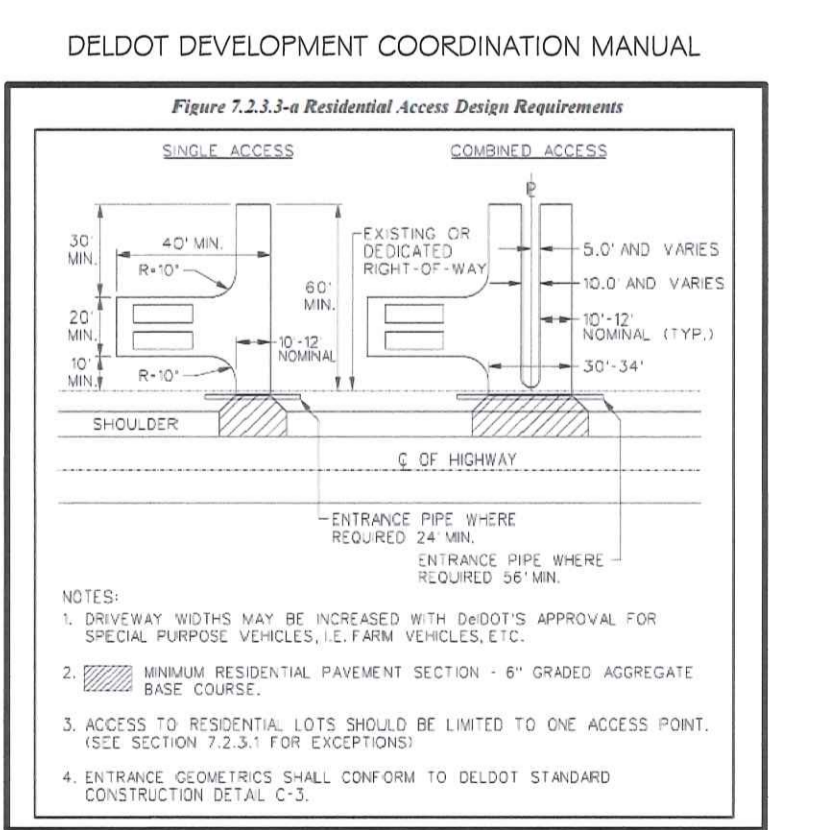 DELDOT DEVELOPMENT COORDINATION MANUAL
Figure 7.2.3.3-a Residential Access Design Requirements
SINGLE ACCESS
COMBINED ACCESS
30'
MIN.
40' MIN.
R=10"
20'
MIN.
10'
MIN.
R-10"
60'
MIN.
10'-12'
NOMINAL
EXISTING OR
DEDICATED
RIGHT-OF-WAY
5.0' AND VARIES
10.0' AND VARIES
10'-12'
NOMINAL (TYP.)
30'-34'
SHOULDER
℄ OF HIGHWAY
ENTRANCE PIPE WHERE
REQUIRED 24' MIN.
ENTRANCE PIPE WHERE
REQUIRED 56' MIN.
NOTES:
1. DRIVEWAY WIDTHS MAY BE INCREASED WITH DelDOT'S APPROVAL FOR
SPECIAL PURPOSE VEHICLES, I.E. FARM VEHICLES, ETC.
2. MINIMUM RESIDENTIAL PAVEMENT SECTION - 6" GRADED AGGREGATE
BASE COURSE.
3. ACCESS TO RESIDENTIAL LOTS SHOULD BE LIMITED TO ONE ACCESS POINT.
(SEE SECTION 7.2.3.1 FOR EXCEPTIONS)
4. ENTRANCE GEOMETRICS SHALL CONFORM TO DELDOT STANDARD
CONSTRUCTION DETAIL C-3.